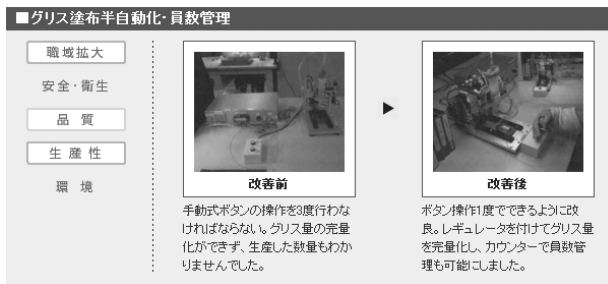 ■グリス塗布半自動化・員数管理
職域拡大
安全・衛生
品 質
生 産 性
環 境
改善前
▶
改善後
手動式ボタンの操作を3度行わな
ければならない。グリス量の完量
化ができず、生産した数量もわか
りませんでした。
ボタン操作1度でできるように改
良。レギュレータを付けてグリス量
を完量化し、カウンターで員数管
理も可能にしました。